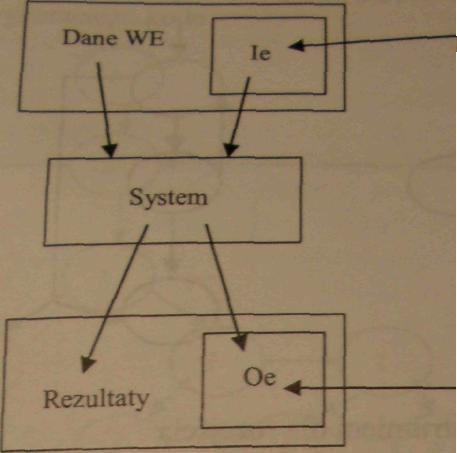 Dane WE
Ie
System
Rezultaty
Oe